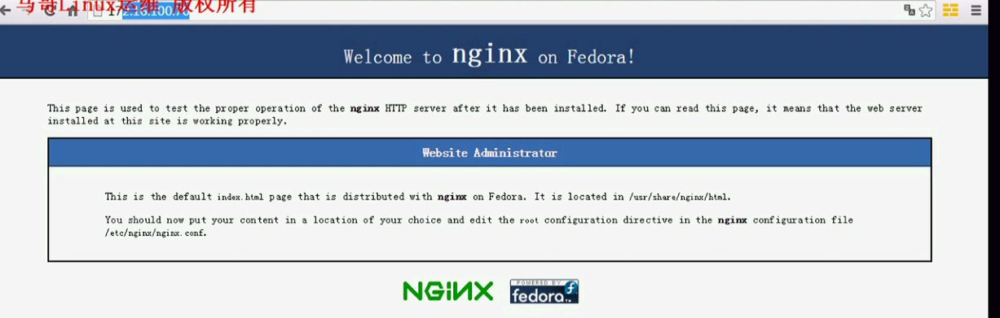 马哥Linux运维 版权所有
172.16.100.70
Welcome to nginx on Fedora!
This page is used to test the proper operation of the nginx HTTP server after it has been installed. If you can read this page, it means that the web server
installed at this site is working properly.
Website Administrator
This is the default index.html page that is distributed with nginx on Fedora. It is located in /usr/share/nginx/html.
You should now put your content in a location of your choice and edit the root configuration directive in the nginx configuration file
/etc/nginx/nginx.conf.
NGINX
POWERED BY
fedora